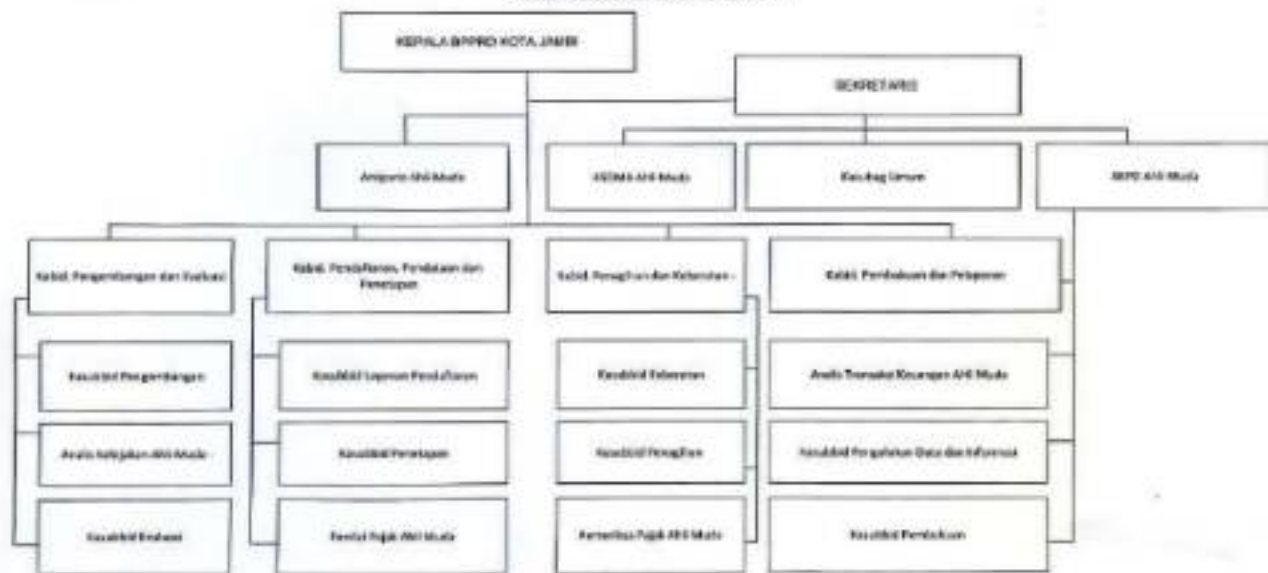 KEPALA BPPRD KOTA JAMBI
SEKRETARIS
Arsiparis Ahli Muda
Ahli Muda
Kasubag Umum
Ahli Muda
Kabid. Pengembangan dan Evaluasi
Kabid. Pendaftaran, Pendataan dan
Penetapan
Kabid. Penagihan dan Keberatan -
Kabid. Pembukuan dan Pelaporan
Kasubbid Pengembangan
Kasubbid Layanan Pendaftaran
Kasubbid Keberatan
Analis Transaksi Keuangan Ahli Muda
Analis Kebijakan Ahli Muda -
Kasubbid Penetapan
Kasubbid Penagihan
Kasubbid Pengolahan Data dan Informasi
Kasubbid Evaluasi
Penilai Pajak Ahli Muda
Pemeriksa Pajak Ahli Muda
Kasubbid Pembukuan